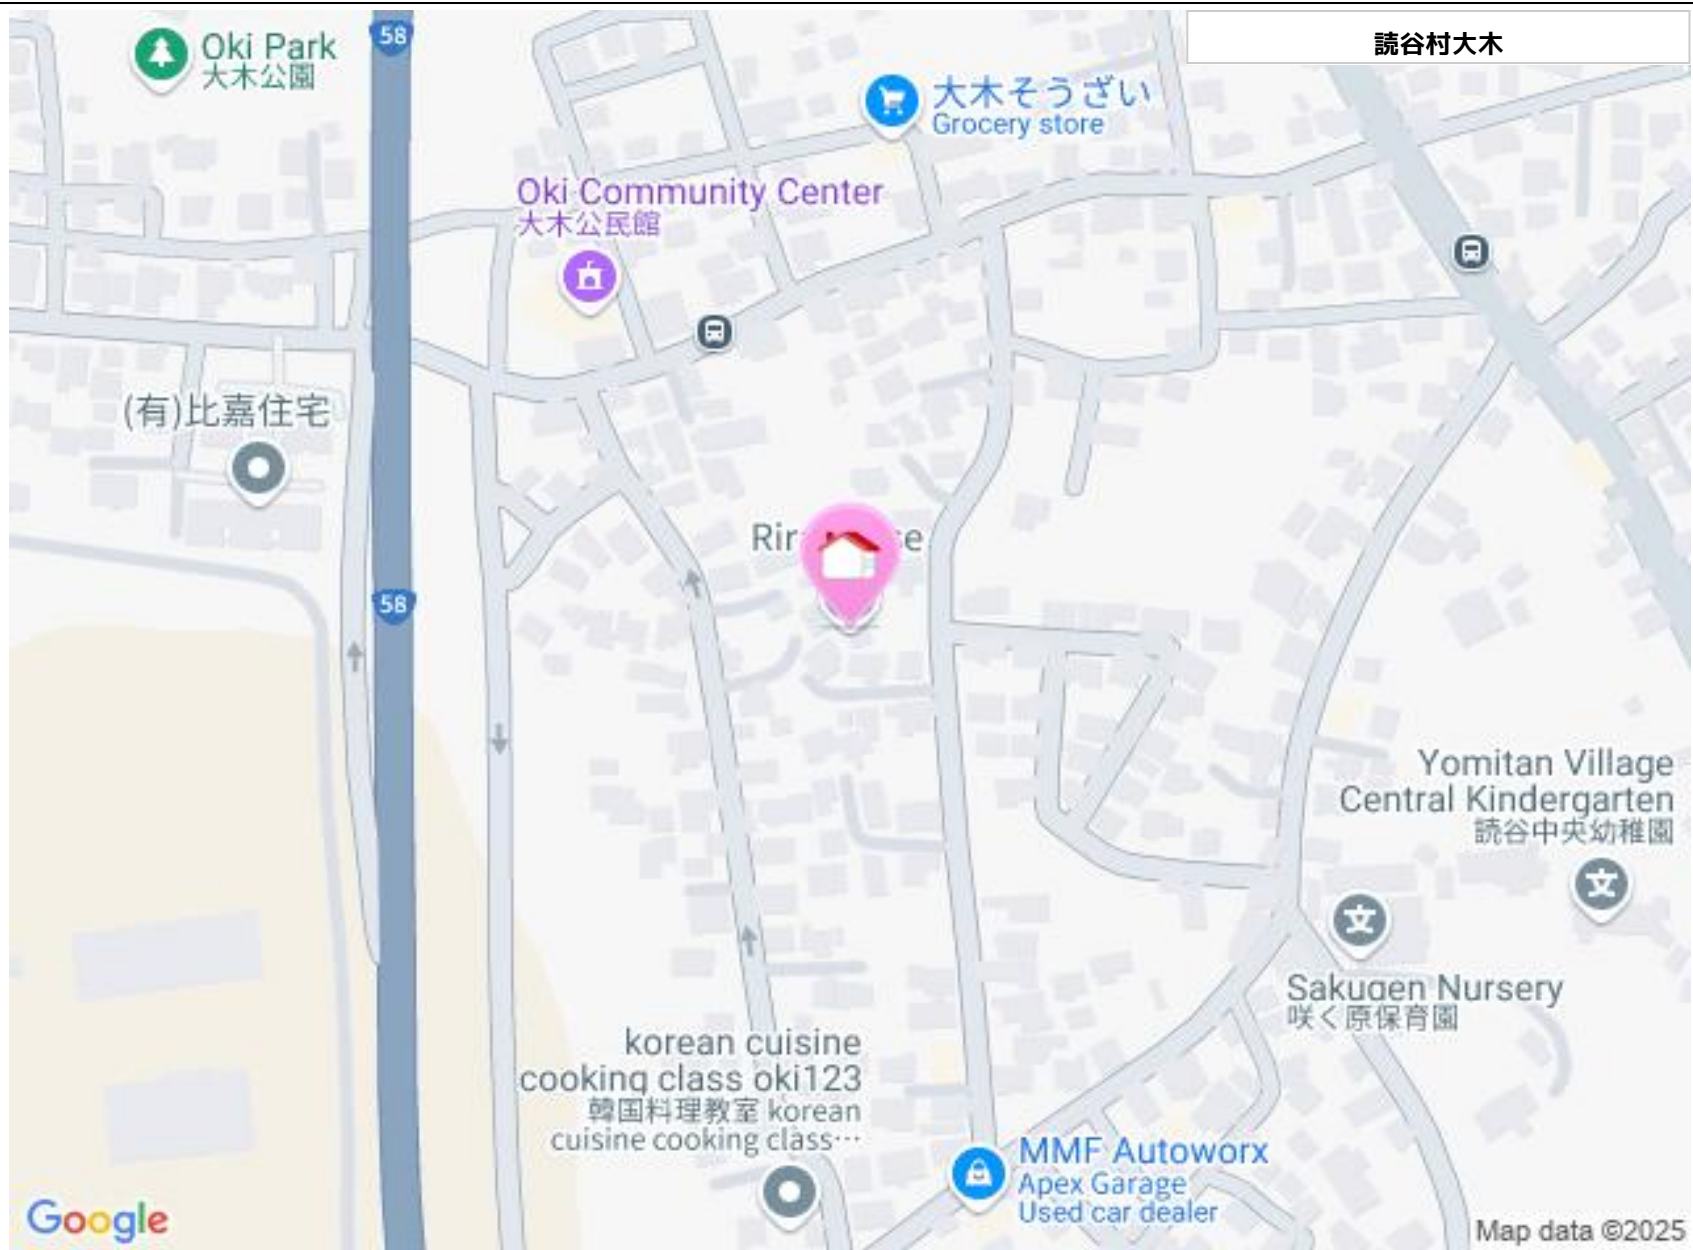 読谷村大木
58
Oki Park
大木公園
大木そうざい
Grocery store
Oki Community Center
大木公民館
(有)比嘉住宅
58
Yomitan Village
Central Kindergarten
読谷中央幼稚園
Sakugen Nursery
咲く原保育園
korean cuisine
cooking class oki123
韓国料理教室 korean
cuisine cooking class…
MMF Autoworx
Apex Garage
Used car dealer
文
文
Google
Map data ©2025